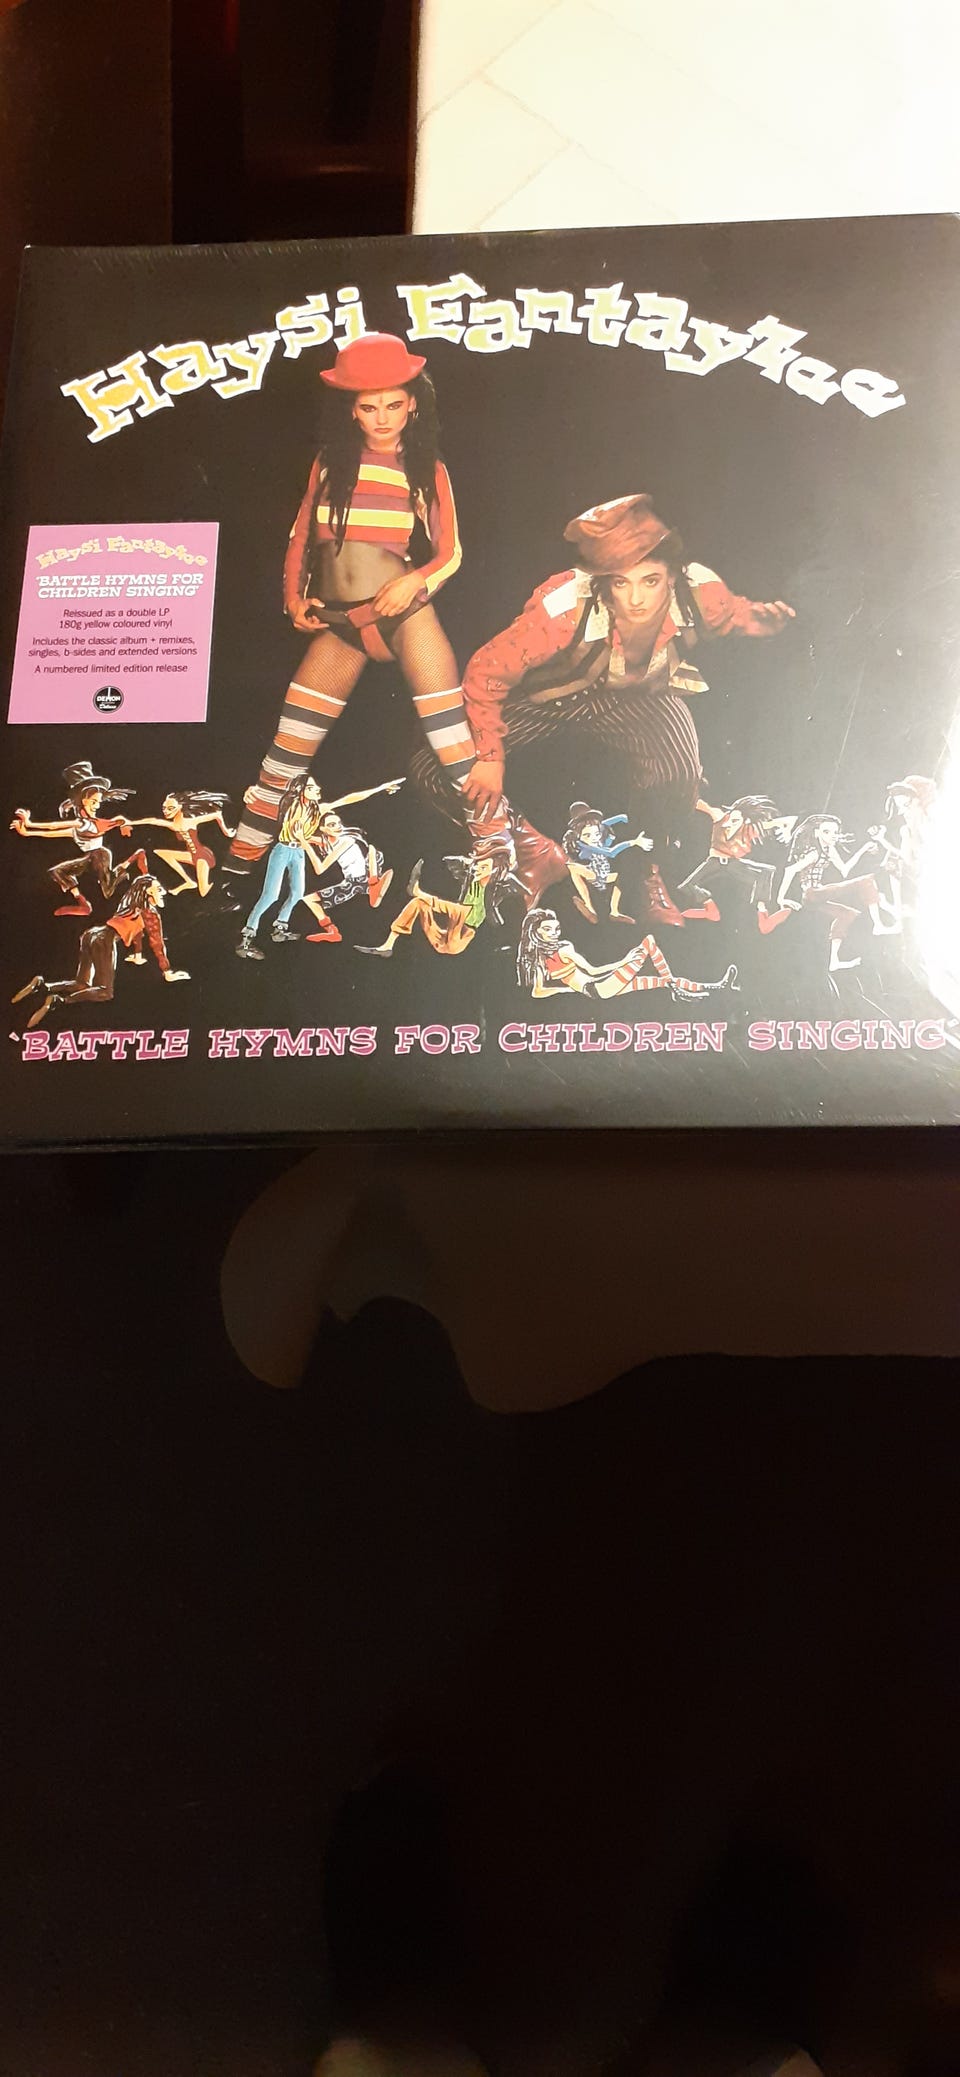 Haysi Fantayzee
Haysi Fantayzee
'BATTLE HYMNS FOR
CHILDREN SINGING'
Reissued as a double LP
180g yellow coloured vinyl
Includes the classic album + remixes,
singles, b-sides and extended versions
A numbered limited edition release
DEMON
'BATTLE HYMNS FOR CHILDREN SINGING'